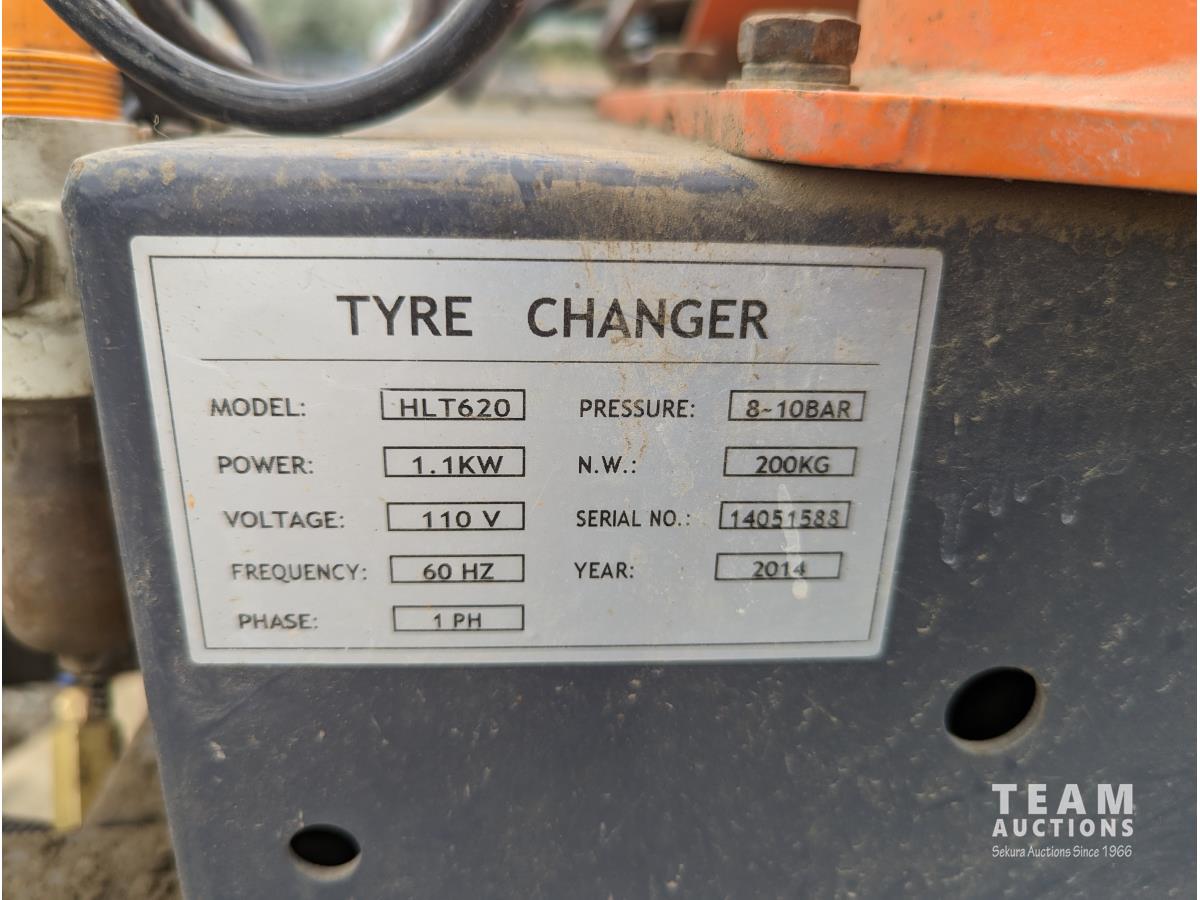 TYRE CHANGER
MODEL: HLT620 PRESSURE: 8~10BAR
POWER: 1.1KW N.W.: 200KG
VOLTAGE: 110 V SERIAL NO.: 14051588
FREQUENCY: 60 HZ YEAR: 2014
PHASE: 1 PH
TEAM
AUCTIONS
Sekura Auctions Since 1966